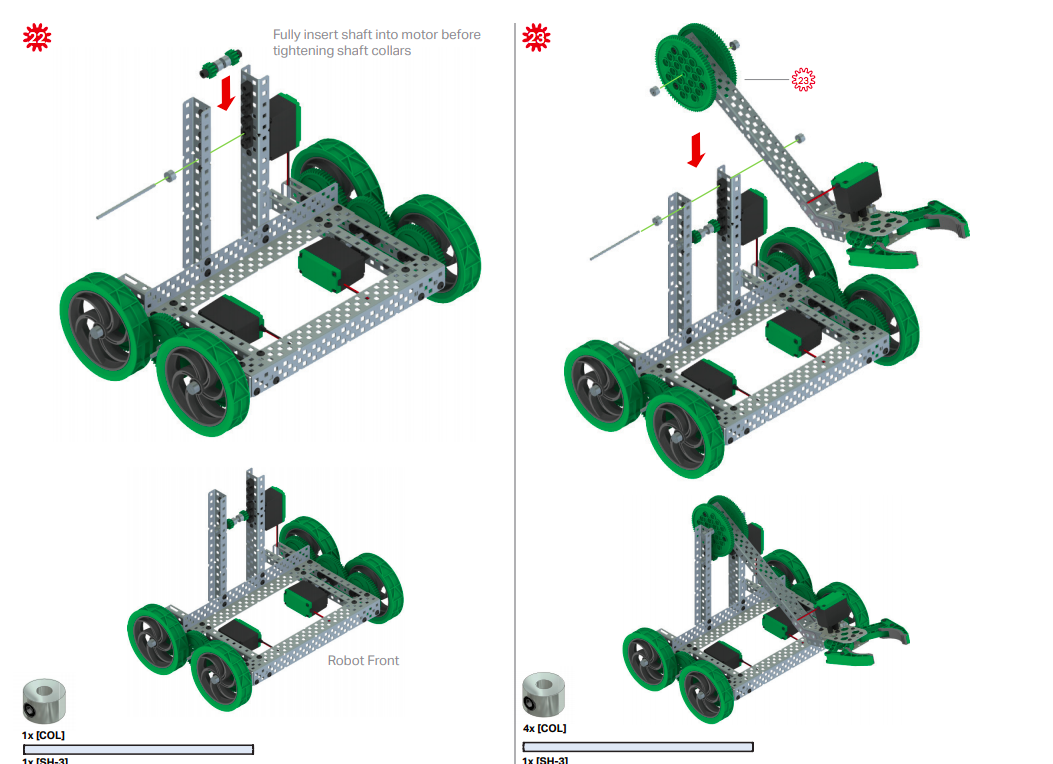 22
Fully insert shaft into motor before
tightening shaft collars
Robot Front
1x [COL]
1x [SH-3]
23
23
4x [COL]
1x [SH-3]